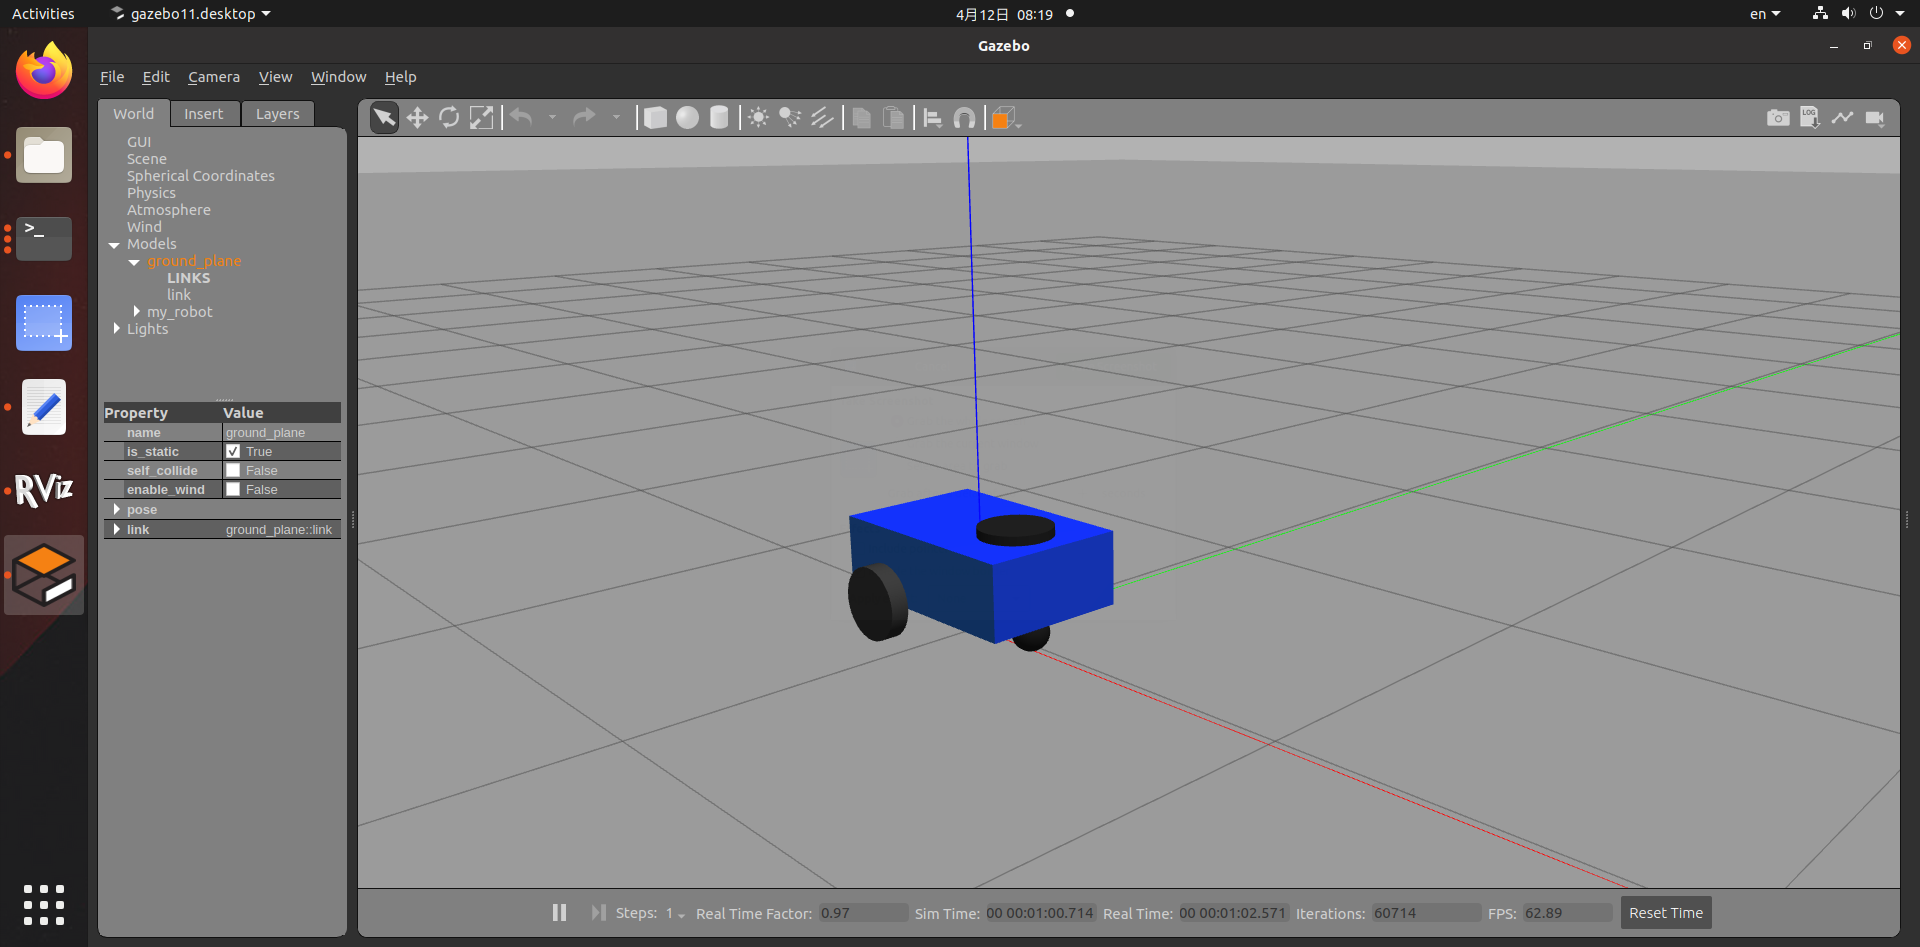 Activities
gazebo11.desktop
4月12日 08:19
en
Gazebo
File Edit Camera View Window Help
World Insert Layers
LOG
GUI
Scene
Spherical Coordinates
Physics
Atmosphere
Wind
Models
ground_plane
LINKS
link
my_robot
Lights
Property Value
name ground_plane
is_static True
self_collide False
enable_wind False
pose
link ground_plane::link
>_
RViz
Steps: 1 Real Time Factor: 0.97 Sim Time: 00 00:01:00.714 Real Time: 00 00:01:02.571 Iterations: 60714 FPS: 62.89 Reset Time